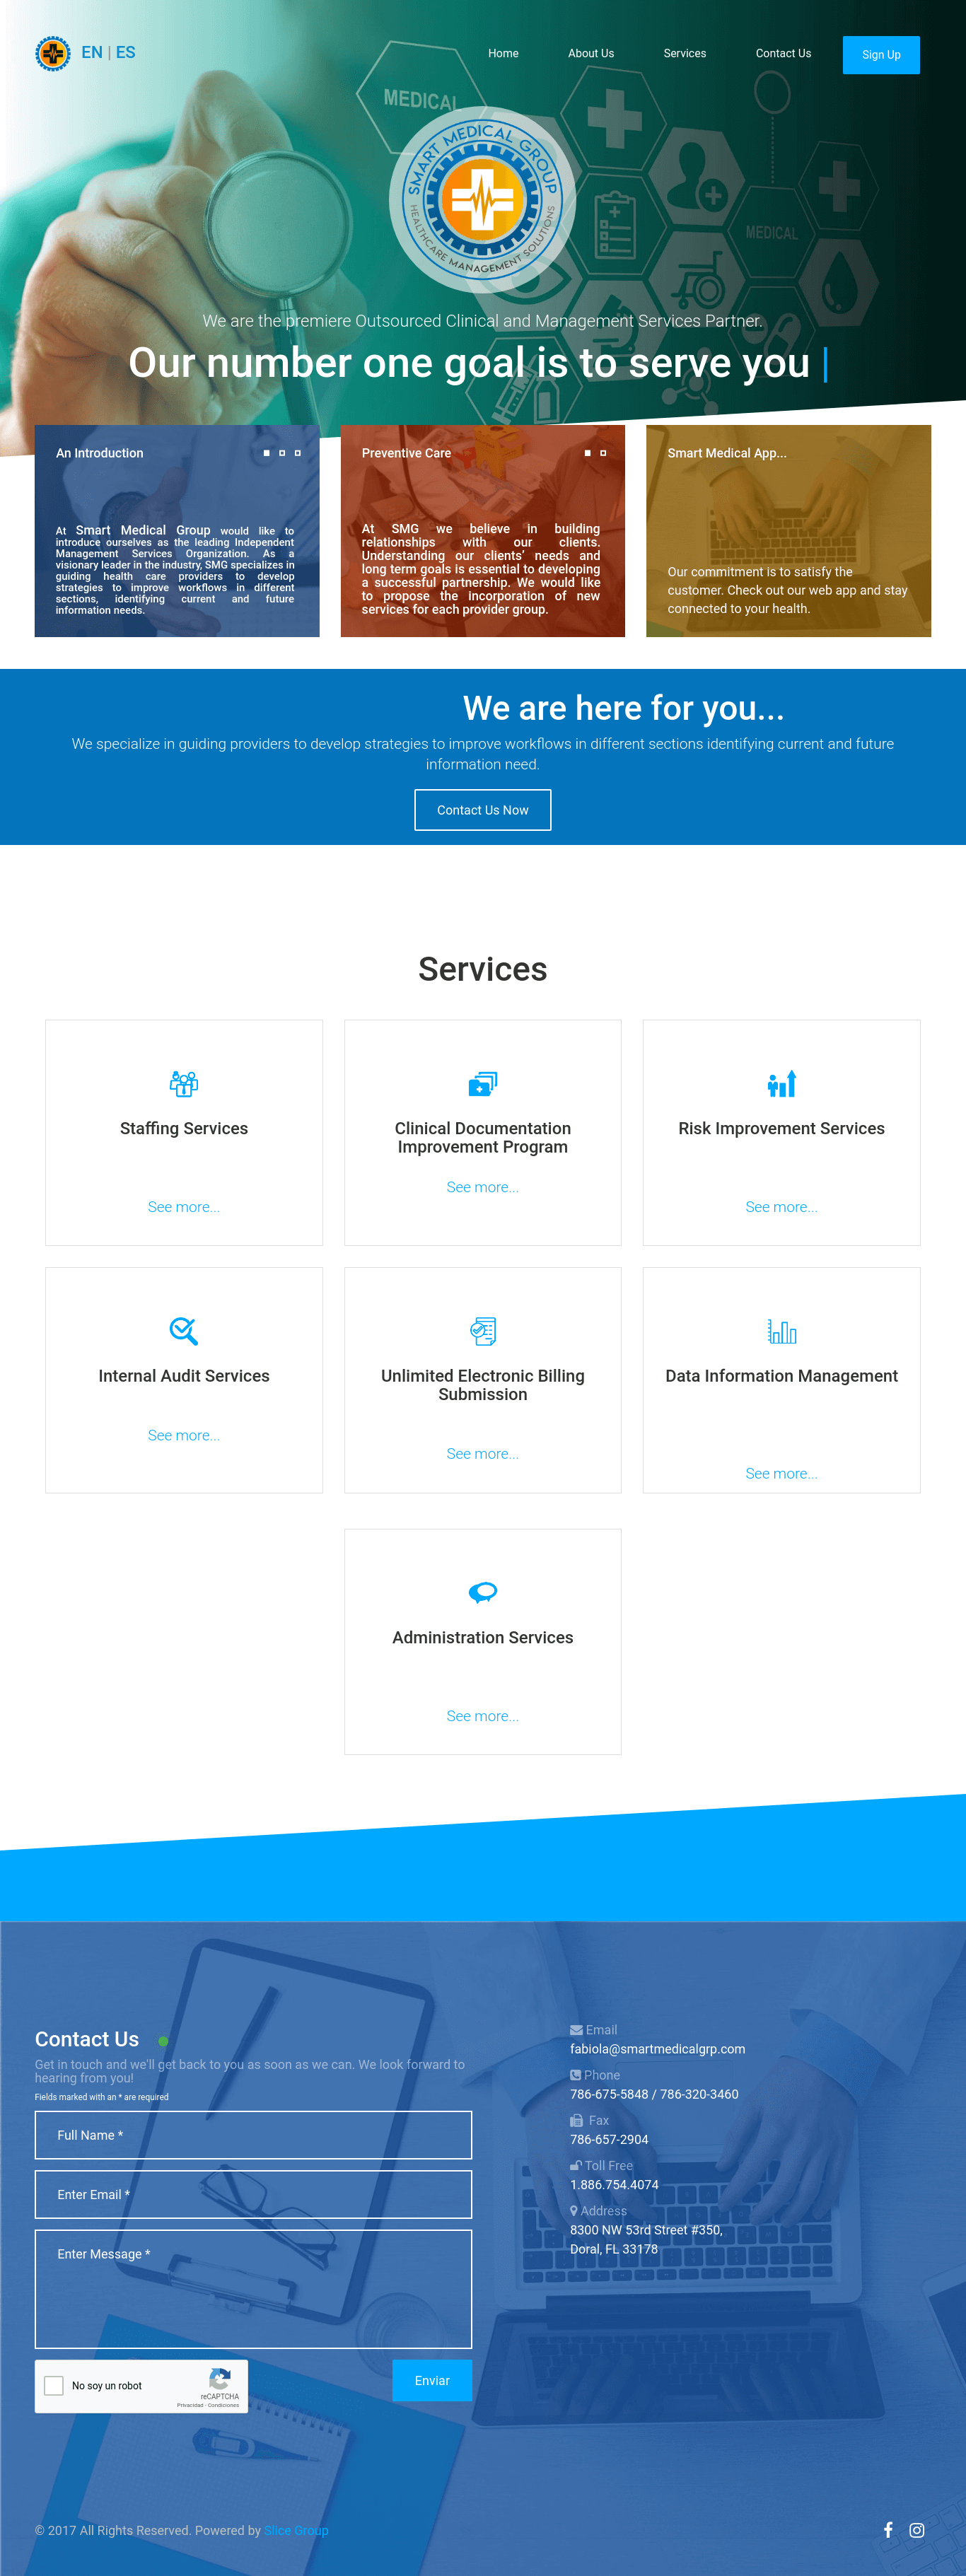 EN | ES
Home
About Us
Services
Contact Us
Sign Up
MEDICAL
SMART MEDICAL GROUP
HEALTHCARE MANAGEMENT SOLUTIONS
MEDICAL
We are the premiere Outsourced Clinical and Management Services Partner.
Our number one goal is to serve you |
An Introduction
At Smart Medical Group would like to
introduce ourselves as the leading Independent
Management Services Organization. As a
visionary leader in the industry, SMG specializes in
guiding health care providers to develop
strategies to improve workflows in different
sections, identifying current and future
information needs.
Preventive Care
At SMG we believe in building
relationships with our clients.
Understanding our clients’ needs and
long term goals is essential to developing
a successful partnership. We would like
to propose the incorporation of new
services for each provider group.
Smart Medical App...
Our commitment is to satisfy the
customer. Check out our web app and stay
connected to your health.
We are here for you...
We specialize in guiding providers to develop strategies to improve workflows in different sections identifying current and future
information need.
Contact Us Now
Services
Staffing Services
See more...
Clinical Documentation
Improvement Program
See more...
Risk Improvement Services
See more...
Internal Audit Services
See more...
Unlimited Electronic Billing
Submission
See more...
Data Information Management
See more...
Administration Services
See more...
Contact Us
Get in touch and we'll get back to you as soon as we can. We look forward to
hearing from you!
Fields marked with an * are required
Full Name *
Enter Email *
Enter Message *
No soy un robot
reCAPTCHA
Privacidad - Condiciones
Enviar
Email
fabiola@smartmedicalgrp.com
Phone
786-675-5848 / 786-320-3460
Fax
786-657-2904
Toll Free
1.886.754.4074
Address
8300 NW 53rd Street #350,
Doral, FL 33178
© 2017 All Rights Reserved. Powered by Slice Group